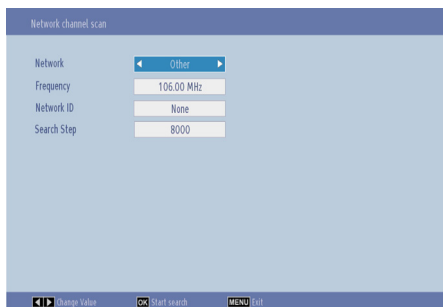 Network channel scan
Network Other
Frequency 106.00 MHz
Network ID None
Search Step 8000
Change Value OK Start search MENU Exit